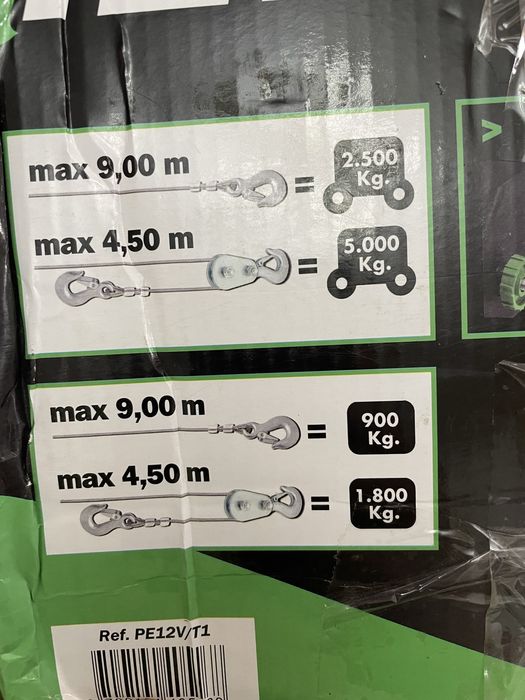 max 9,00 m
=
2.500
Kg.
max 4,50 m
=
5.000
Kg.
max 9,00 m
=
900
Kg.
max 4,50 m
=
1.800
Kg.
Ref. PE12V/T1